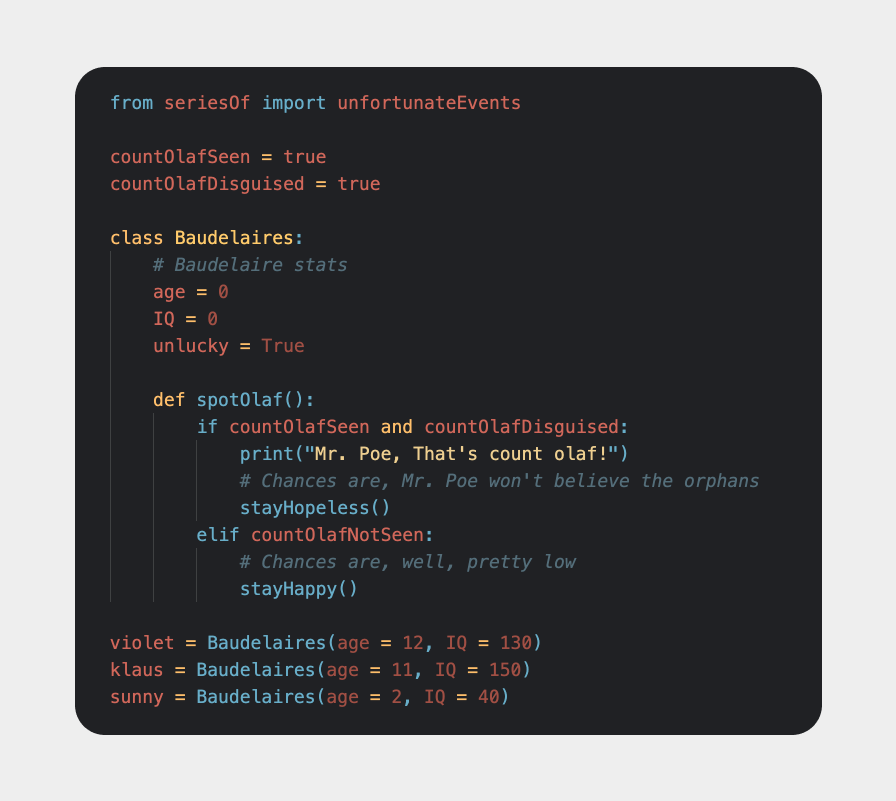 from seriesOf import unfortunateEvents

countOlafSeen = true
countOlafDisguised = true

class Baudelaires:
    # Baudelaire stats
    age = 0
    IQ = 0
    unlucky = True

    def spotOlaf():
        if countOlafSeen and countOlafDisguised:
            print("Mr. Poe, That's count olaf!")
            # Chances are, Mr. Poe won't believe the orphans
            stayHopeless()
        elif countOlafNotSeen:
            # Chances are, well, pretty low
            stayHappy()

violet = Baudelaires(age = 12, IQ = 130)
klaus = Baudelaires(age = 11, IQ = 150)
sunny = Baudelaires(age = 2, IQ = 40)